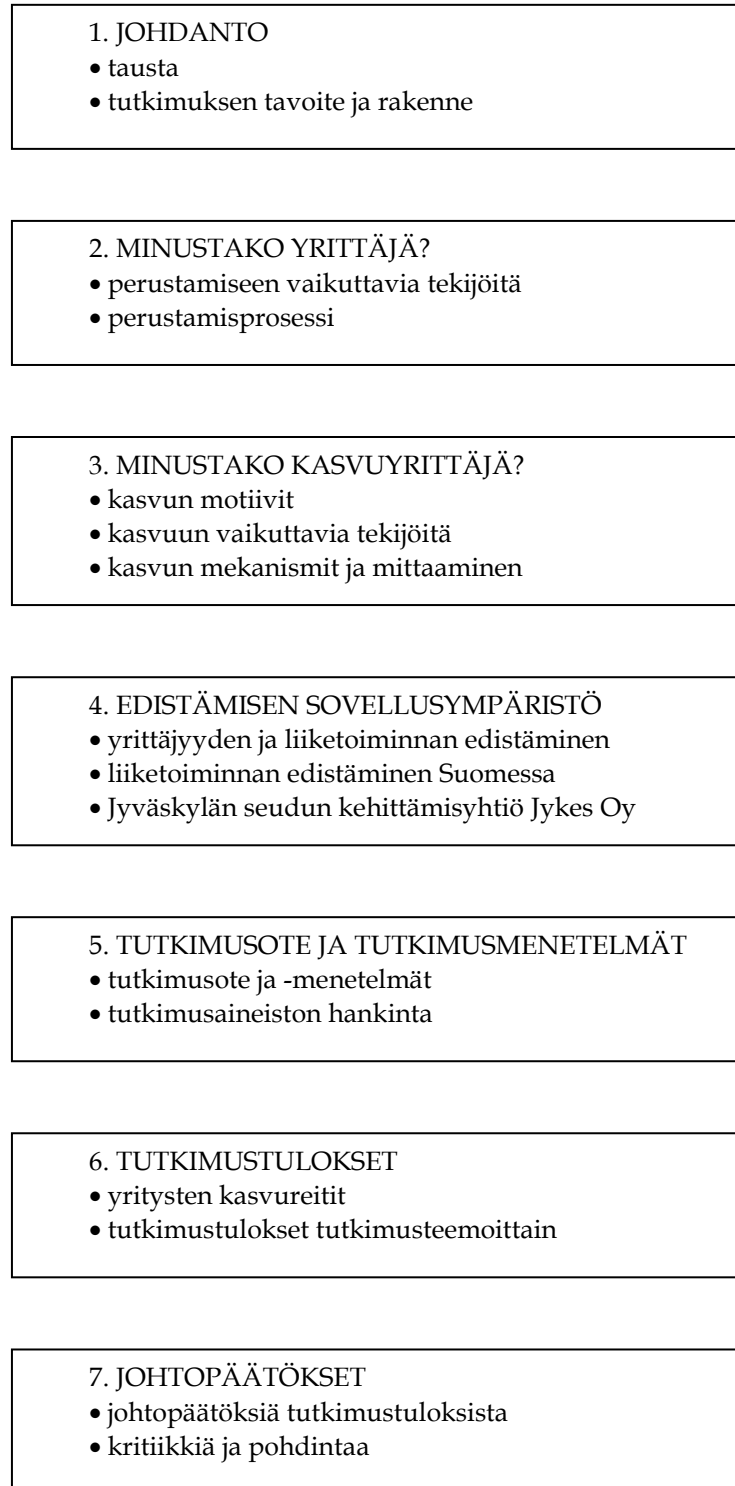 1. JOHDANTO
• tausta
• tutkimuksen tavoite ja rakenne
2. MINUSTAKO YRITTÄJÄ?
• perustamiseen vaikuttavia tekijöitä
• perustamisprosessi
3. MINUSTAKO KASVUYRITTÄJÄ?
• kasvun motiivit
• kasvuun vaikuttavia tekijöitä
• kasvun mekanismit ja mittaaminen
4. EDISTÄMISEN SOVELLUSYMPÄRISTÖ
• yrittäjyyden ja liiketoiminnan edistäminen
• liiketoiminnan edistäminen Suomessa
• Jyväskylän seudun kehittämisyhtiö Jykes Oy
5. TUTKIMUSOTE JA TUTKIMUSMENETELMÄT
• tutkimusote ja -menetelmät
• tutkimusaineiston hankinta
6. TUTKIMUSTULOKSET
• yritysten kasvureitit
• tutkimustulokset tutkimusteemoittain
7. JOHTOPÄÄTÖKSET
• johtopäätöksiä tutkimustuloksista
• kritiikkiä ja pohdintaa